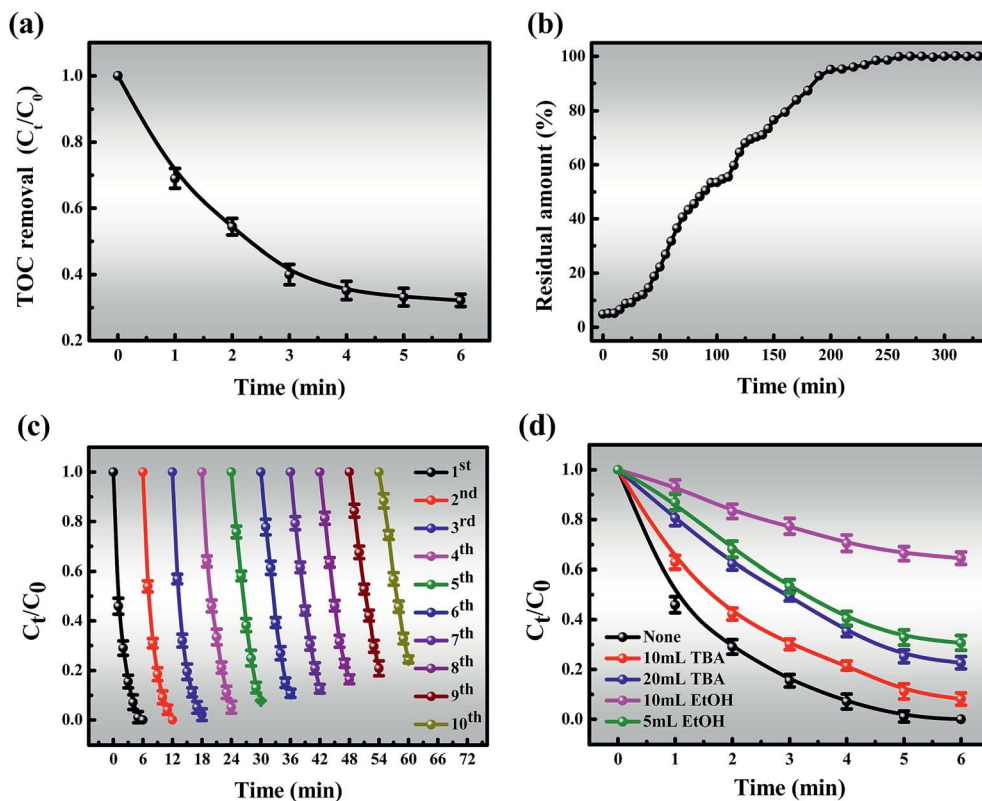 (a)
TOC removal (Cₜ/C₀)
1.0
0.8
0.6
0.4
0.2
0 1 2 3 4 5 6
Time (min)
(b)
Residual amount (%)
100
80
60
40
20
0
0 50 100 150 200 250 300
Time (min)
(c)
Cₜ/C₀
1.0
0.8
0.6
0.4
0.2
0.0
1st
2nd
3rd
4th
5th
6th
7th
8th
9th
10th
0 6 12 18 24 30 36 42 48 54 60 66 72
Time (min)
(d)
Cₜ/C₀
1.0
0.8
0.6
0.4
0.2
0.0
None
10mL TBA
20mL TBA
10mL EtOH
5mL EtOH
0 1 2 3 4 5 6
Time (min)